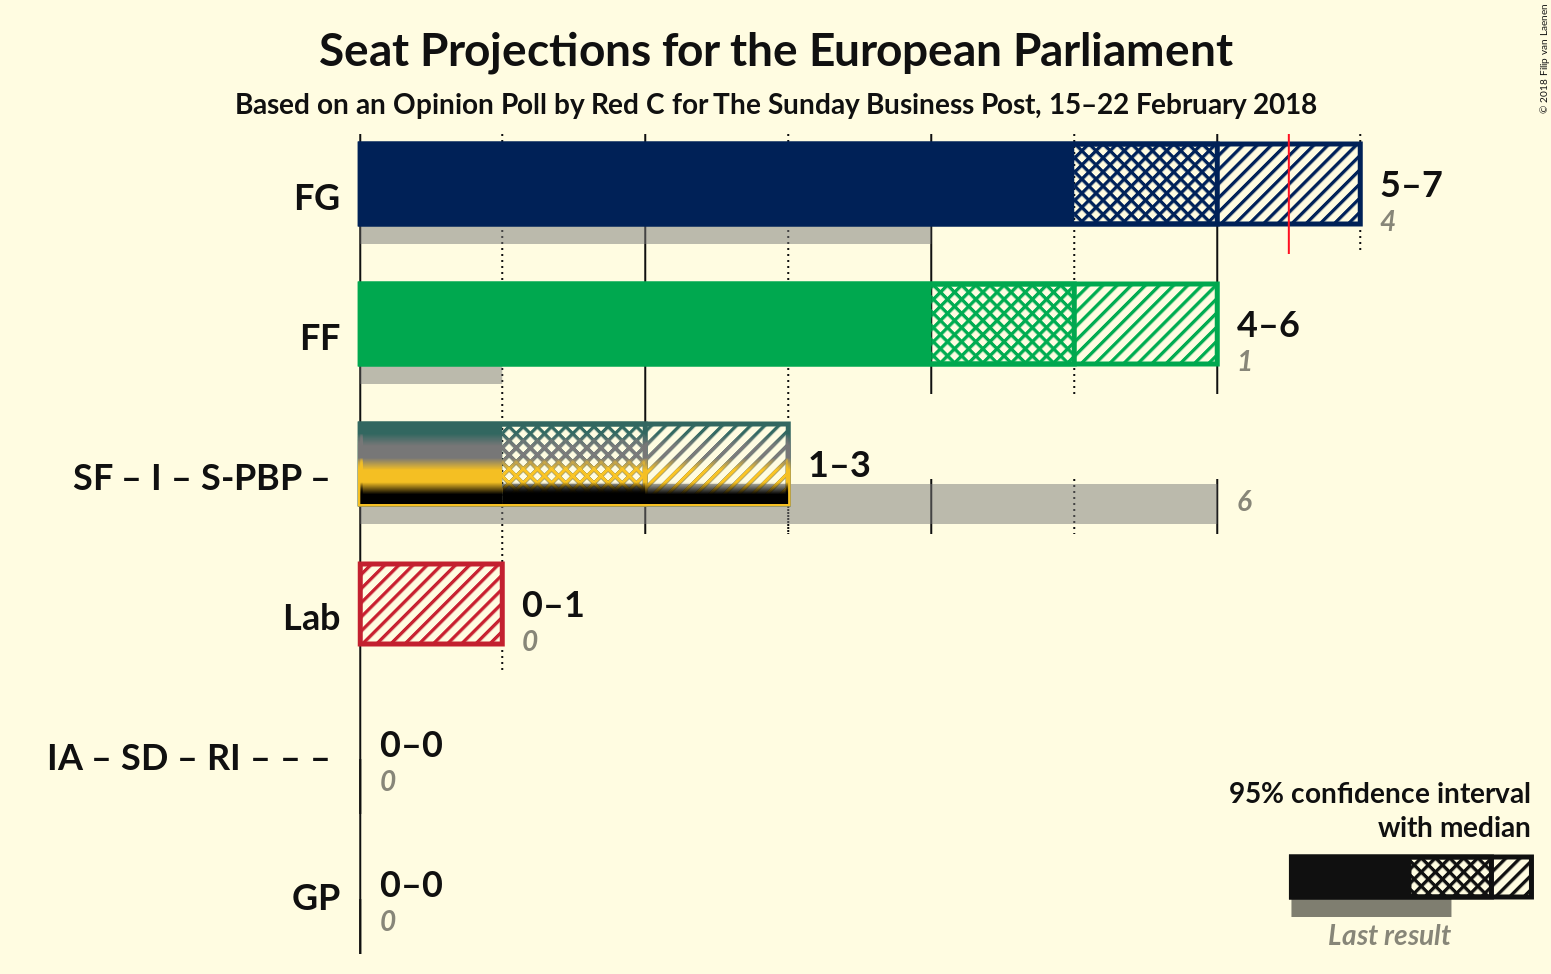 Seat Projections for the European Parliament
Based on an Opinion Poll by Red C for The Sunday Business Post, 15–22 February 2018
© 2018 Filip van Laenen
FG
5–7
4
FF
4–6
1
SF – I – S-PBP –
1–3
6
Lab
0–1
0
IA – SD – RI – – –
0–0
0
GP
0–0
0
95% confidence interval
with median
Last result